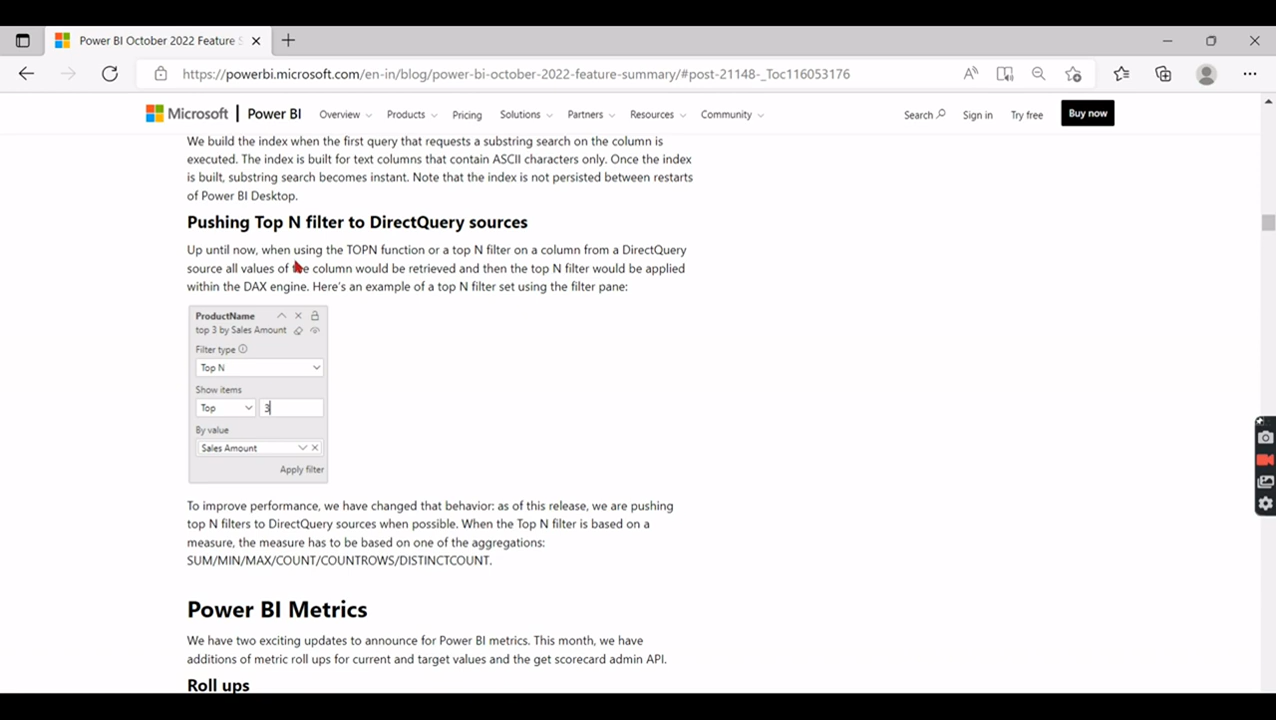 Power BI October 2022 Feature S
https://powerbi.microsoft.com/en-in/blog/power-bi-october-2022-feature-summary/#post-21148-_Toc116053176
Microsoft | Power BI Overview Products Pricing Solutions Partners Resources Community Search Sign in Try free Buy now
We build the index when the first query that requests a substring search on the column is
executed. The index is built for text columns that contain ASCII characters only. Once the index
is built, substring search becomes instant. Note that the index is not persisted between restarts
of Power BI Desktop.
Pushing Top N filter to DirectQuery sources
Up until now, when using the TOPN function or a top N filter on a column from a DirectQuery
source all values of the column would be retrieved and then the top N filter would be applied
within the DAX engine. Here's an example of a top N filter set using the filter pane:
ProductName
top 3 by Sales Amount
Filter type
Top N
Show items
Top 3
By value
Sales Amount
Apply filter
To improve performance, we have changed that behavior: as of this release, we are pushing
top N filters to DirectQuery sources when possible. When the Top N filter is based on a
measure, the measure has to be based on one of the aggregations:
SUM/MIN/MAX/COUNT/COUNTROWS/DISTINCTCOUNT.
Power BI Metrics
We have two exciting updates to announce for Power BI metrics. This month, we have
additions of metric roll ups for current and target values and the get scorecard admin API.
Roll ups